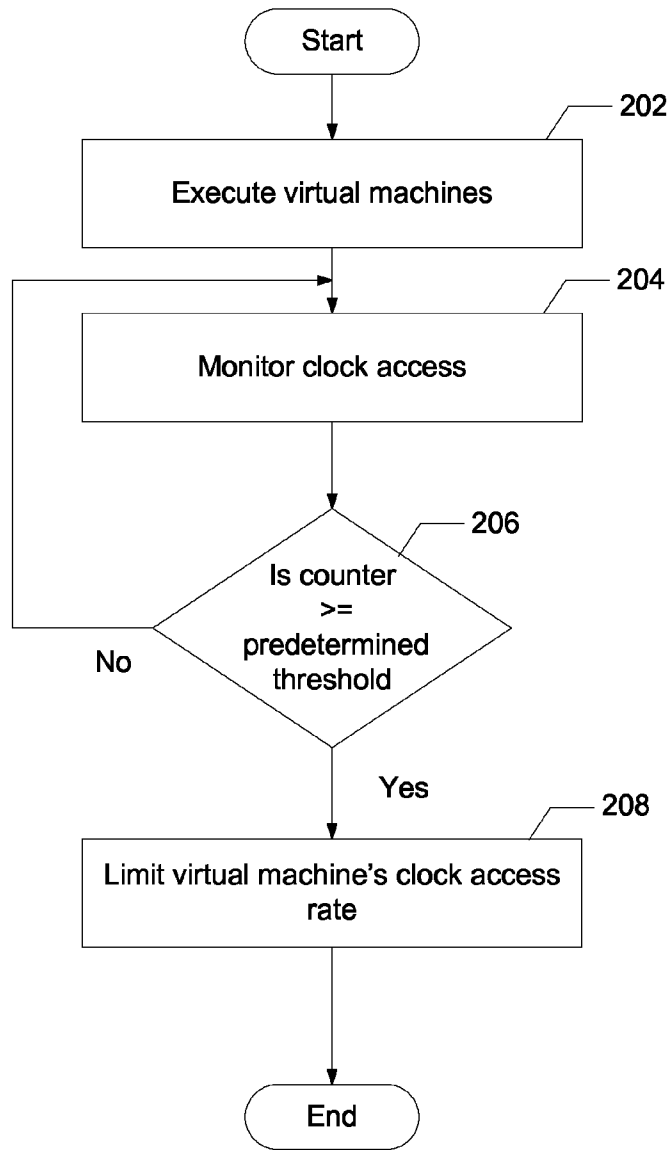 Start
202
Execute virtual machines
204
Monitor clock access
206
Is counter
>=
predetermined
threshold
No
Yes
208
Limit virtual machine's clock access
rate
End